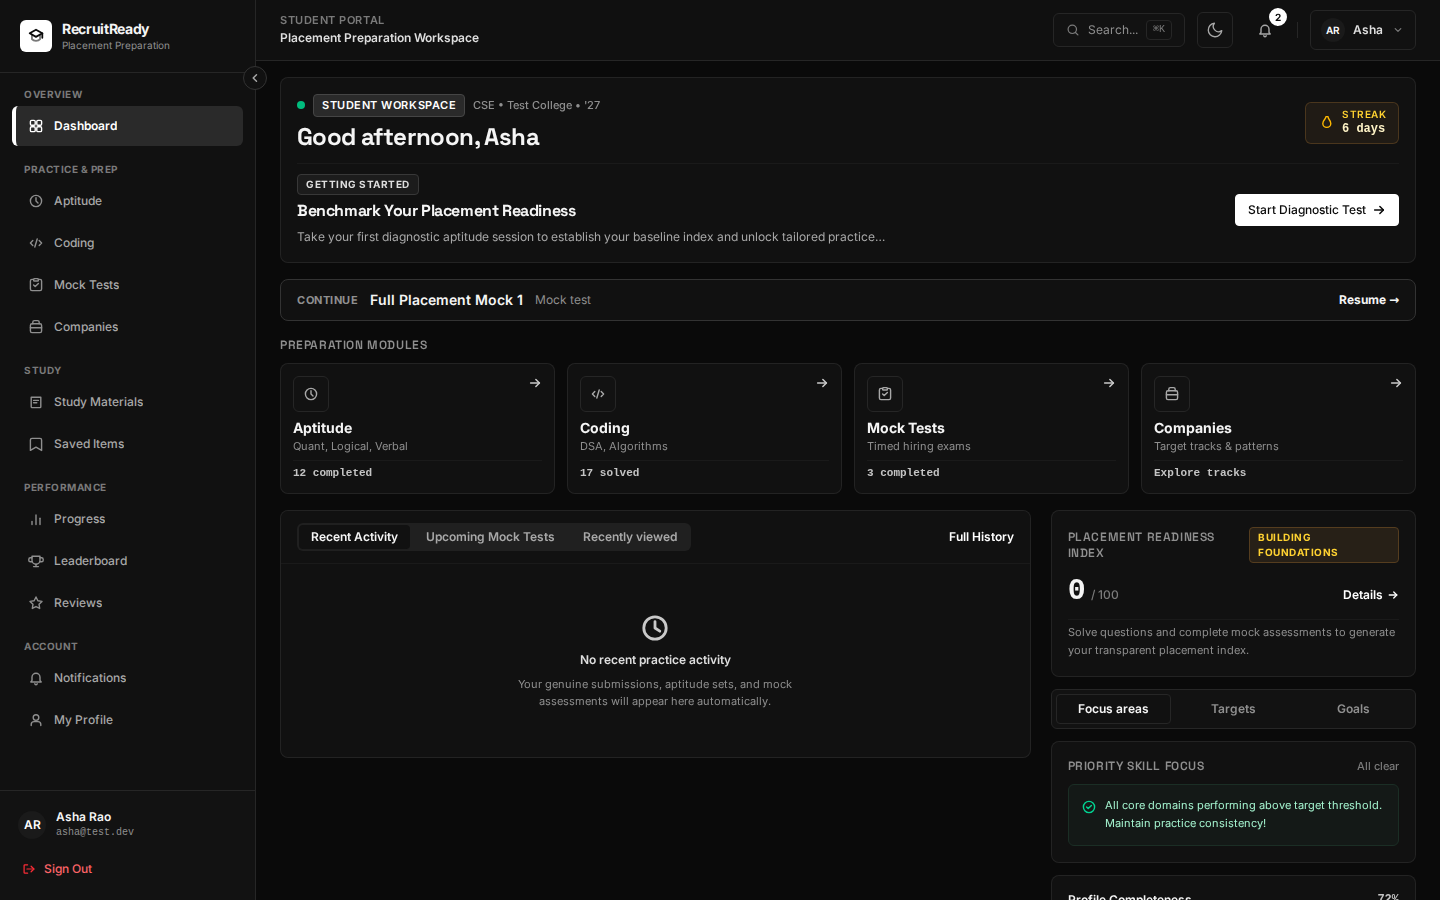 RecruitReady
Placement Preparation
OVERVIEW
Dashboard
PRACTICE & PREP
Aptitude
Coding
Mock Tests
Companies
STUDY
Study Materials
Saved Items
PERFORMANCE
Progress
Leaderboard
Reviews
ACCOUNT
Notifications
My Profile
AR
Asha Rao
asha@test.dev
Sign Out
STUDENT PORTAL
Placement Preparation Workspace
Search... ⌘K
2
AR Asha
STUDENT WORKSPACE CSE • Test College • '27
Good afternoon, Asha
STREAK
6 days
GETTING STARTED
Benchmark Your Placement Readiness
Take your first diagnostic aptitude session to establish your baseline index and unlock tailored practice…
Start Diagnostic Test →
CONTINUE Full Placement Mock 1 Mock test Resume →
PREPARATION MODULES
→
Aptitude
Quant, Logical, Verbal
12 completed
→
Coding
DSA, Algorithms
17 solved
→
Mock Tests
Timed hiring exams
3 completed
→
Companies
Target tracks & patterns
Explore tracks
Recent Activity Upcoming Mock Tests Recently viewed Full History
No recent practice activity
Your genuine submissions, aptitude sets, and mock
assessments will appear here automatically.
PLACEMENT READINESS
INDEX
BUILDING
FOUNDATIONS
0 / 100 Details →
Solve questions and complete mock assessments to generate
your transparent placement index.
Focus areas Targets Goals
PRIORITY SKILL FOCUS All clear
All core domains performing above target threshold.
Maintain practice consistency!
Profile Completeness 72%